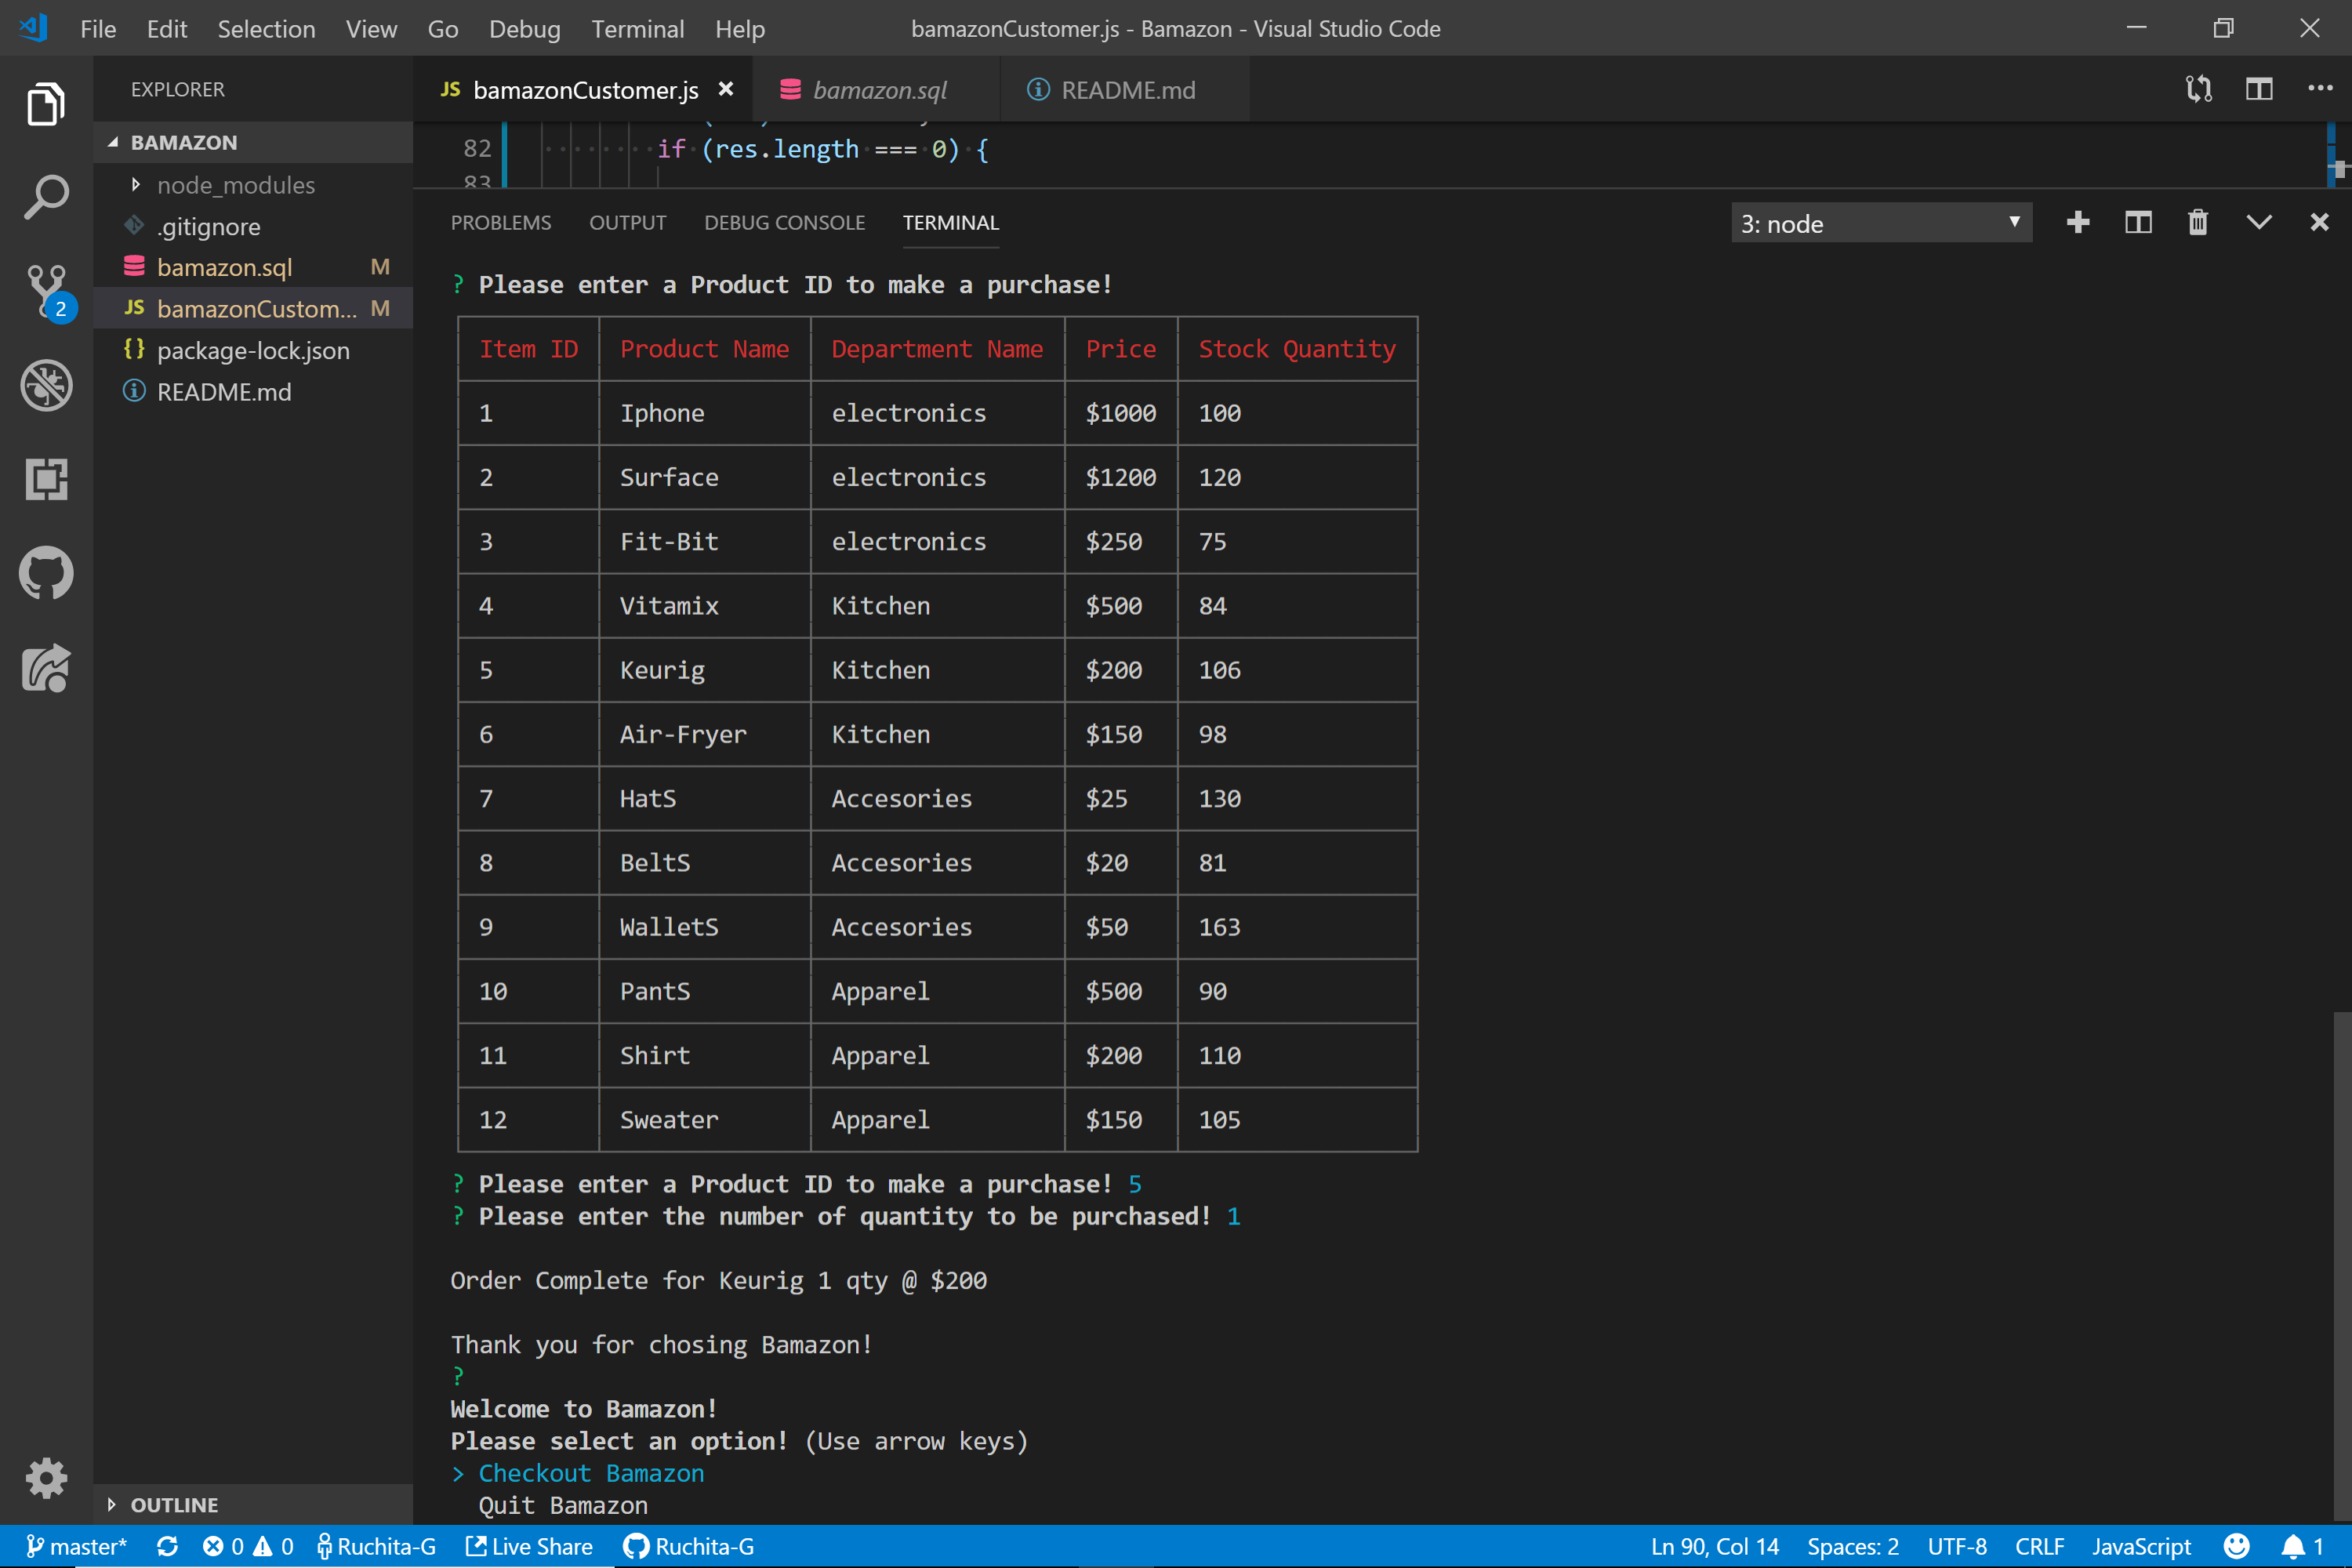 File Edit Selection View Go Debug Terminal Help bamazonCustomer.js - Bamazon - Visual Studio Code
EXPLORER
JS bamazonCustomer.js
bamazon.sql
README.md
BAMAZON
node_modules
.gitignore
bamazon.sql M
JS bamazonCustom... M
{} package-lock.json
README.md
2
OUTLINE
82 if (res.length === 0) {
83
PROBLEMS OUTPUT DEBUG CONSOLE TERMINAL 3: node
? Please enter a Product ID to make a purchase!
Item ID Product Name Department Name Price Stock Quantity
1 Iphone electronics $1000 100
2 Surface electronics $1200 120
3 Fit-Bit electronics $250 75
4 Vitamix Kitchen $500 84
5 Keurig Kitchen $200 106
6 Air-Fryer Kitchen $150 98
7 HatS Accesories $25 130
8 BeltS Accesories $20 81
9 WalletS Accesories $50 163
10 PantS Apparel $500 90
11 Shirt Apparel $200 110
12 Sweater Apparel $150 105
? Please enter a Product ID to make a purchase! 5
? Please enter the number of quantity to be purchased! 1
Order Complete for Keurig 1 qty @ $200
Thank you for chosing Bamazon!
?
Welcome to Bamazon!
Please select an option! (Use arrow keys)
> Checkout Bamazon
Quit Bamazon
master* 0 0 Ruchita-G Live Share Ruchita-G Ln 90, Col 14 Spaces: 2 UTF-8 CRLF JavaScript 1